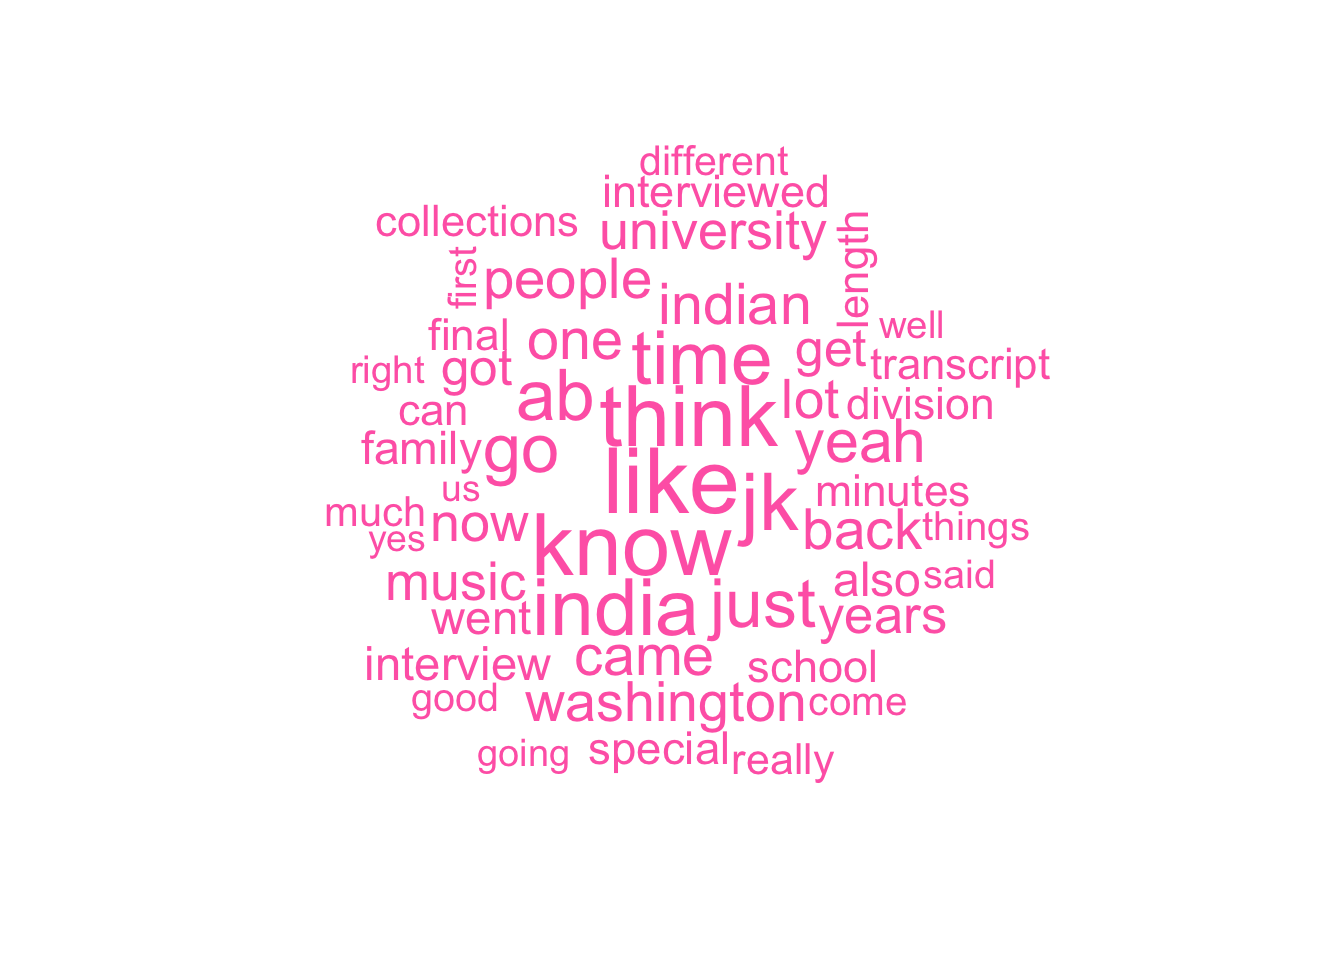 different
interviewed
collections
university
length
first
people
indian
well
final
one
time
get
right
got
transcript
ab
think
lot
division
can
family
go
yeah
like
us
jk
minutes
much
now
know
back
things
yes
music
india
just
also
said
went
years
interview
came
school
good
washington
come
going
special
really